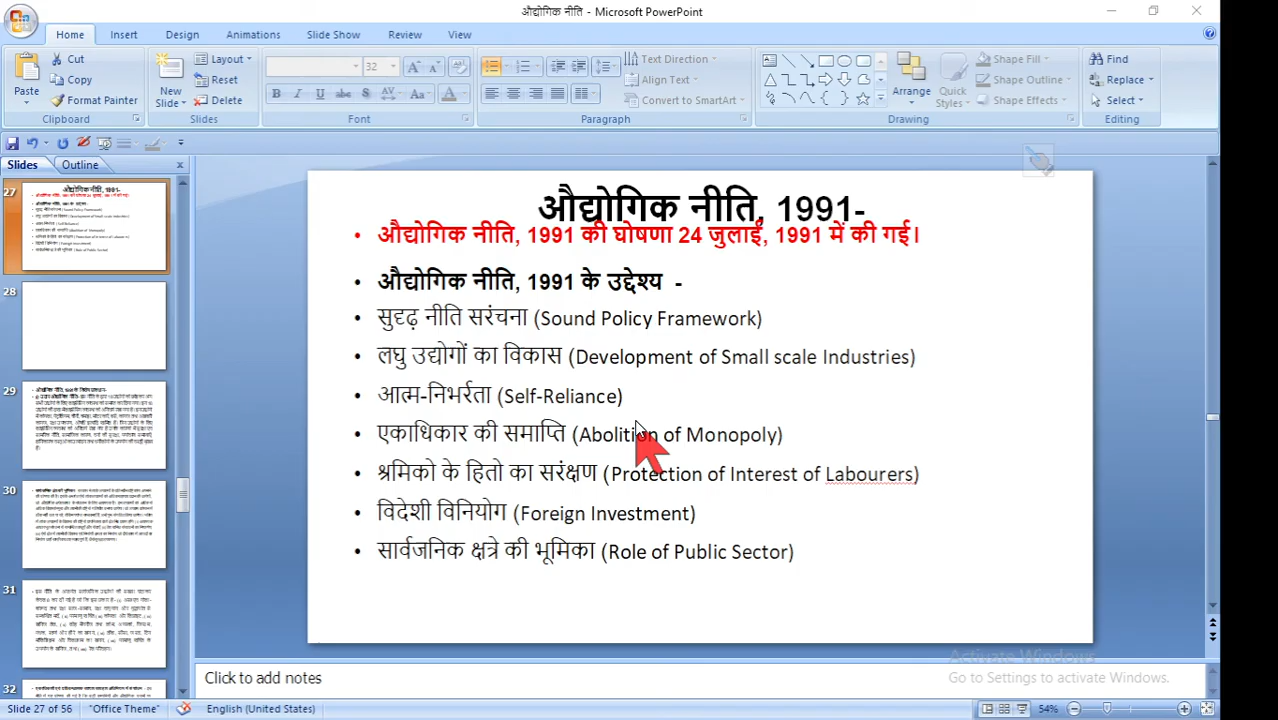 औद्योगिक नीति - Microsoft PowerPoint
Home Insert Design Animations Slide Show Review View
Paste Cut Copy Format Painter
Clipboard
New Slide Layout Reset Delete
Slides
32
B I U abc S AV Aa A
Font
Text Direction Align Text Convert to SmartArt
Paragraph
Arrange Quick Styles Shape Fill Shape Outline Shape Effects
Drawing
Find Replace Select
Editing
Slides Outline
27
28
29
30
31
32
औद्योगिक नीति, 1991-
• औद्योगिक नीति, 1991 की घोषणा 24 जुलाई, 1991 में की गई।
• औद्योगिक नीति, 1991 के उद्देश्य -
• सुदृढ़ नीति सरंचना (Sound Policy Framework)
• लघु उद्योगों का विकास (Development of Small scale Industries)
• आत्म-निभर्रता (Self-Reliance)
• एकाधिकार की समाप्ति (Abolition of Monopoly)
• श्रमिको के हितो का सरंक्षण (Protection of Interest of Labourers)
• विदेशी विनियोग (Foreign Investment)
• सार्वजनिक क्षत्रे की भूमिका (Role of Public Sector)
Activate Windows
Go to Settings to activate Windows.
Click to add notes
Slide 27 of 56 "Office Theme" English (United States) 54%